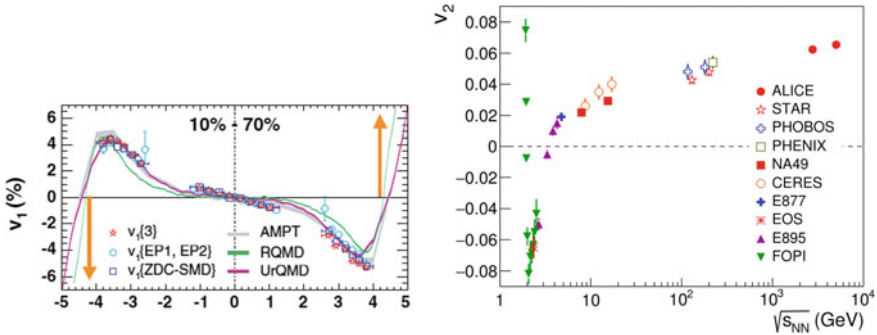 10% - 70%
v₁ (%)
6
4
2
0
-2
-4
-6
v₁{3}
v₁{EP1, EP2}
v₁{ZDC-SMD}
AMPT
RQMD
UrQMD
-5 -4 -3 -2 -1 0 1 2 3 4 5
v₂
0.08
0.06
0.04
0.02
0
−0.02
−0.04
−0.06
−0.08
ALICE
STAR
PHOBOS
PHENIX
NA49
CERES
E877
EOS
E895
FOPI
1 10 10² 10³ 10⁴
√sNN (GeV)